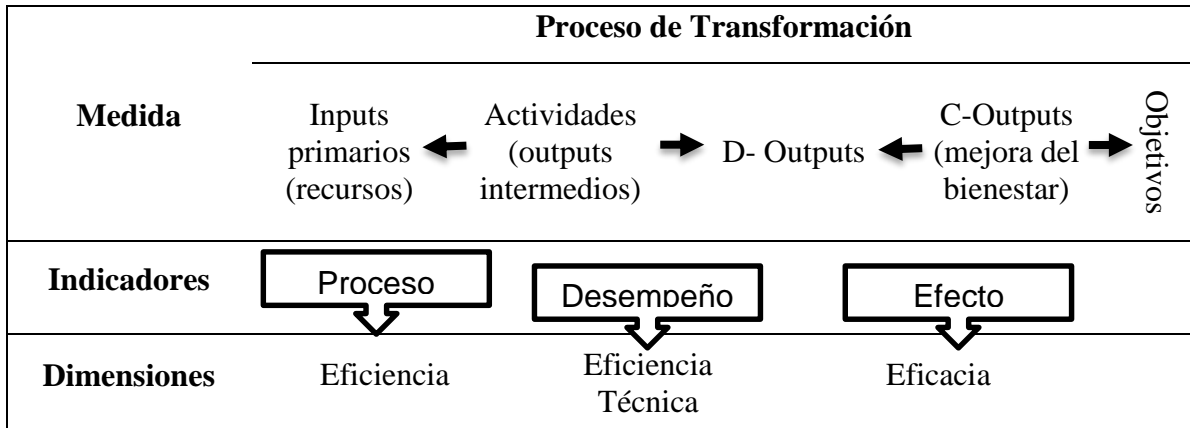 Proceso de Transformación
Medida
Inputs
primarios
(recursos)
Actividades
(outputs
intermedios)
D- Outputs
C-Outputs
(mejora del
bienestar)
Objetivos
Indicadores
Proceso
Desempeño
Efecto
Dimensiones
Eficiencia
Eficiencia
Técnica
Eficacia